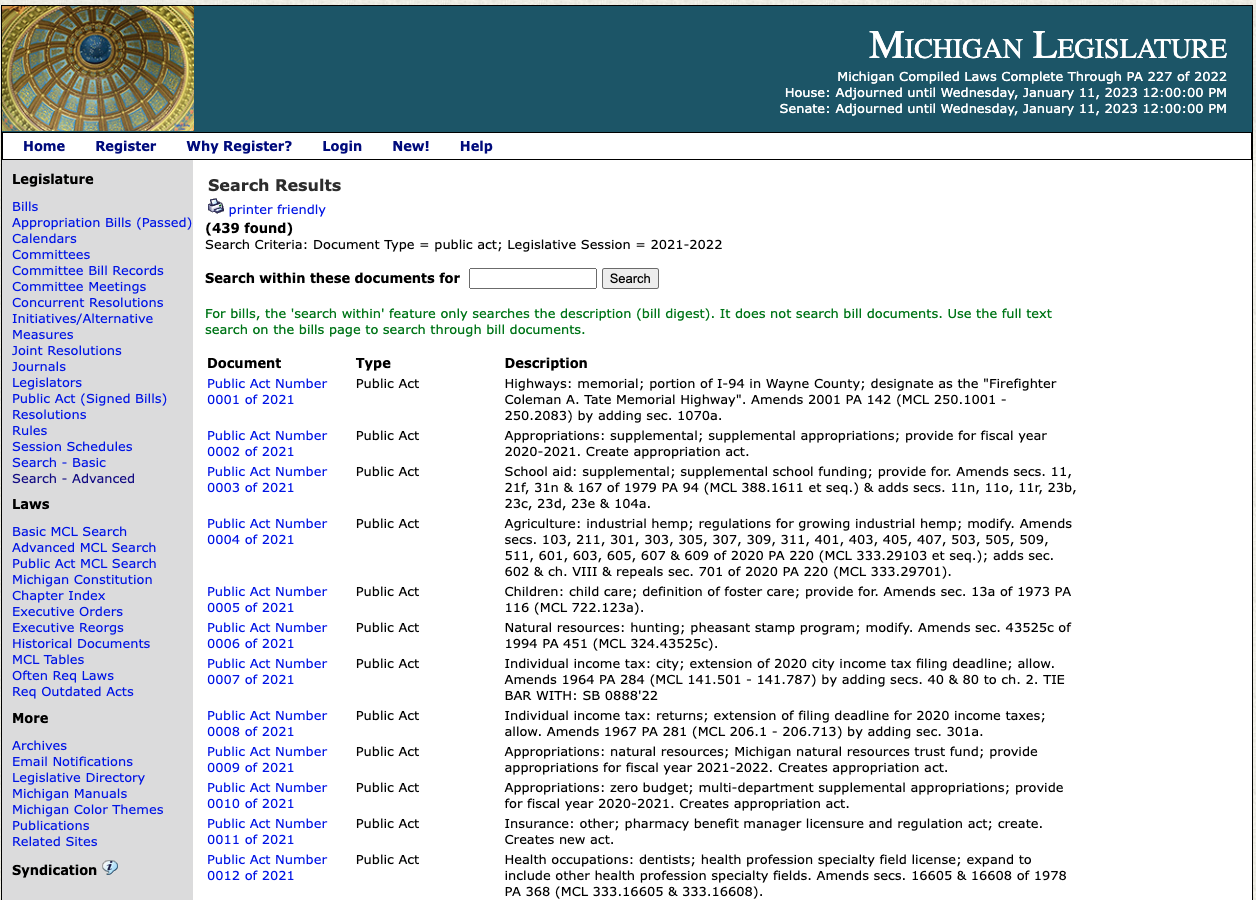 MICHIGAN LEGISLATURE
Michigan Compiled Laws Complete Through PA 227 of 2022
House: Adjourned until Wednesday, January 11, 2023 12:00:00 PM
Senate: Adjourned until Wednesday, January 11, 2023 12:00:00 PM
Home Register Why Register? Login New! Help
Legislature
Bills
Appropriation Bills (Passed)
Calendars
Committees
Committee Bill Records
Committee Meetings
Concurrent Resolutions
Initiatives/Alternative
Measures
Joint Resolutions
Journals
Legislators
Public Act (Signed Bills)
Resolutions
Rules
Session Schedules
Search - Basic
Search - Advanced
Laws
Basic MCL Search
Advanced MCL Search
Public Act MCL Search
Michigan Constitution
Chapter Index
Executive Orders
Executive Reorgs
Historical Documents
MCL Tables
Often Req Laws
Req Outdated Acts
More
Archives
Email Notifications
Legislative Directory
Michigan Manuals
Michigan Color Themes
Publications
Related Sites
Syndication
Search Results
printer friendly
(439 found)
Search Criteria: Document Type = public act; Legislative Session = 2021-2022
Search within these documents for Search
For bills, the 'search within' feature only searches the description (bill digest). It does not search bill documents. Use the full text
search on the bills page to search through bill documents.
Document Type Description
Public Act Number Public Act Highways: memorial; portion of I-94 in Wayne County; designate as the "Firefighter
0001 of 2021 Coleman A. Tate Memorial Highway". Amends 2001 PA 142 (MCL 250.1001 -
250.2083) by adding sec. 1070a.
Public Act Number Public Act Appropriations: supplemental; supplemental appropriations; provide for fiscal year
0002 of 2021 2020-2021. Create appropriation act.
Public Act Number Public Act School aid: supplemental; supplemental school funding; provide for. Amends secs. 11,
0003 of 2021 21f, 31n & 167 of 1979 PA 94 (MCL 388.1611 et seq.) & adds secs. 11n, 11o, 11r, 23b,
23c, 23d, 23e & 104a.
Public Act Number Public Act Agriculture: industrial hemp; regulations for growing industrial hemp; modify. Amends
0004 of 2021 secs. 103, 211, 301, 303, 305, 307, 309, 311, 401, 403, 405, 407, 503, 505, 509,
511, 601, 603, 605, 607 & 609 of 2020 PA 220 (MCL 333.29103 et seq.); adds sec.
602 & ch. VIII & repeals sec. 701 of 2020 PA 220 (MCL 333.29701).
Public Act Number Public Act Children: child care; definition of foster care; provide for. Amends sec. 13a of 1973 PA
0005 of 2021 116 (MCL 722.123a).
Public Act Number Public Act Natural resources: hunting; pheasant stamp program; modify. Amends sec. 43525c of
0006 of 2021 1994 PA 451 (MCL 324.43525c).
Public Act Number Public Act Individual income tax: city; extension of 2020 city income tax filing deadline; allow.
0007 of 2021 Amends 1964 PA 284 (MCL 141.501 - 141.787) by adding secs. 40 & 80 to ch. 2. TIE
BAR WITH: SB 0888'22
Public Act Number Public Act Individual income tax: returns; extension of filing deadline for 2020 income taxes;
0008 of 2021 allow. Amends 1967 PA 281 (MCL 206.1 - 206.713) by adding sec. 301a.
Public Act Number Public Act Appropriations: natural resources; Michigan natural resources trust fund; provide
0009 of 2021 appropriations for fiscal year 2021-2022. Creates appropriation act.
Public Act Number Public Act Appropriations: zero budget; multi-department supplemental appropriations; provide
0010 of 2021 for fiscal year 2020-2021. Creates appropriation act.
Public Act Number Public Act Insurance: other; pharmacy benefit manager licensure and regulation act; create.
0011 of 2021 Creates new act.
Public Act Number Public Act Health occupations: dentists; health profession specialty field license; expand to
0012 of 2021 include other health profession specialty fields. Amends secs. 16605 & 16608 of 1978
PA 368 (MCL 333.16605 & 333.16608).